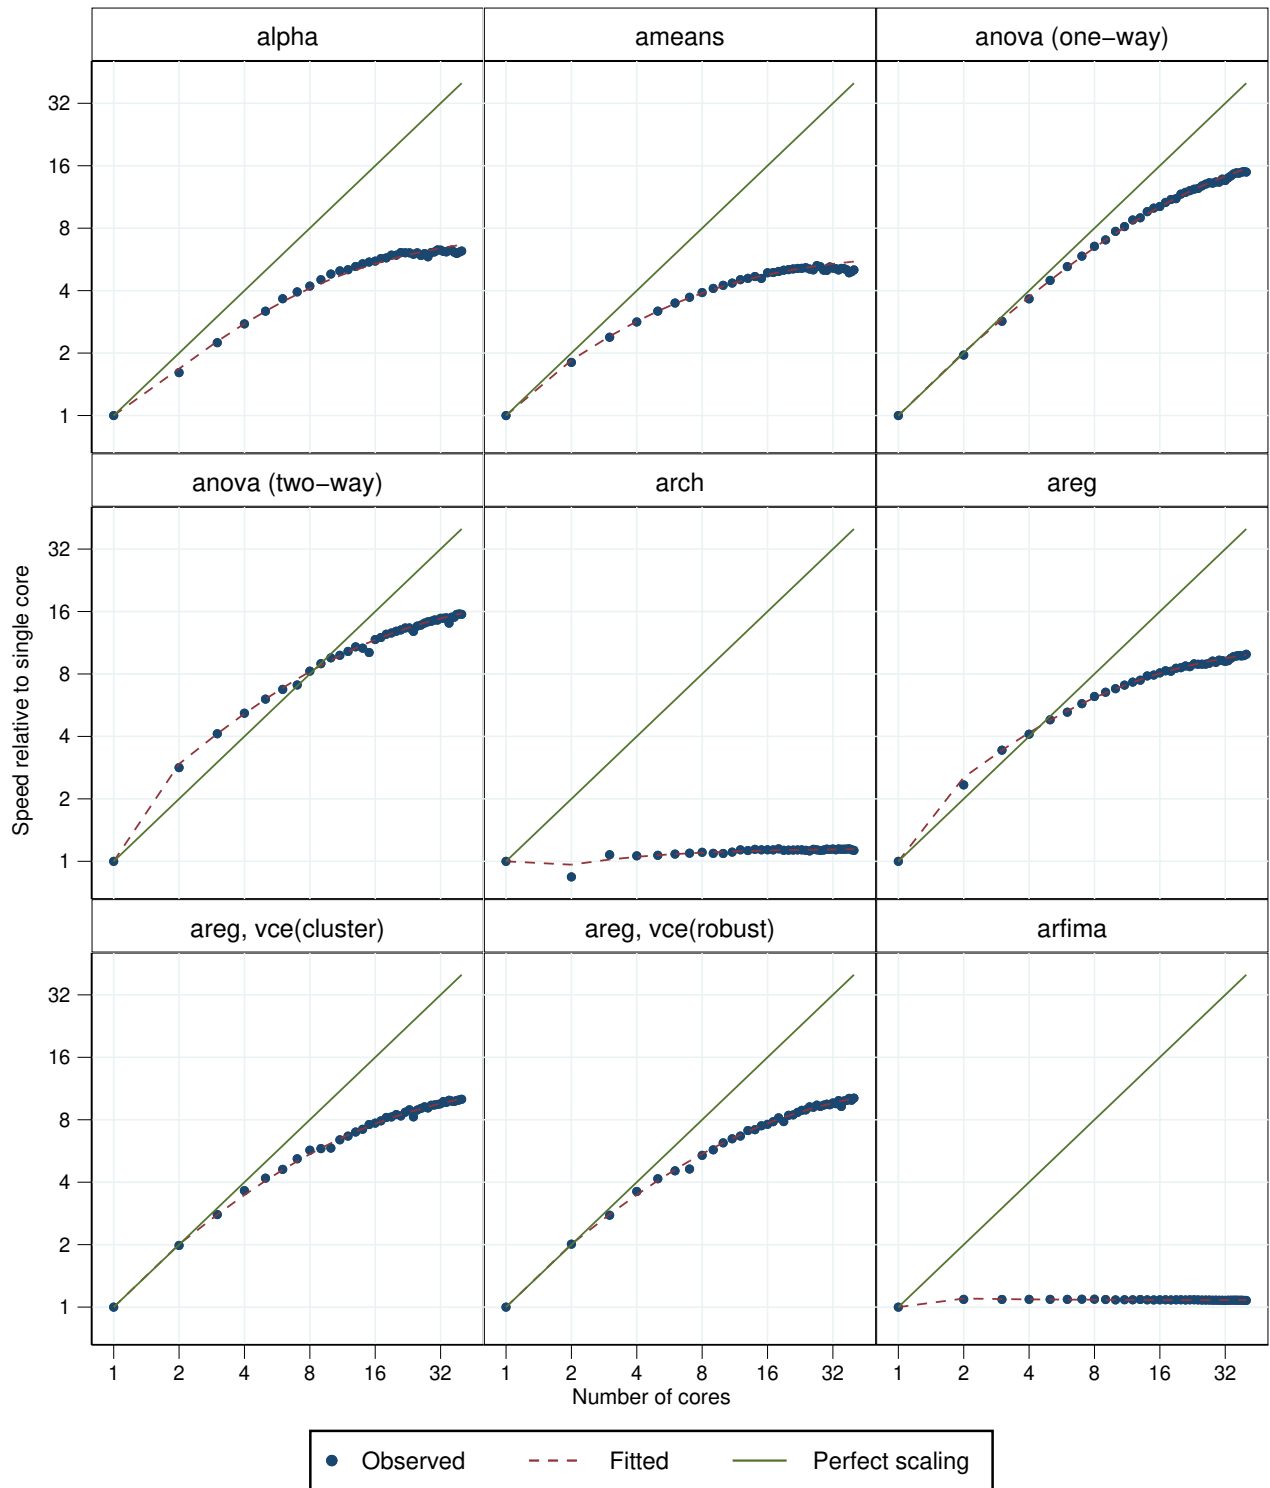 alpha ameans anova (one−way)
32
16
8
4
2
1
anova (two−way) arch areg
32
16
8
4
2
1
areg, vce(cluster) areg, vce(robust) arfima
32
16
8
4
2
1
Speed relative to single core
1 2 4 8 16 32 1 2 4 8 16 32 1 2 4 8 16 32
Number of cores
Observed Fitted Perfect scaling